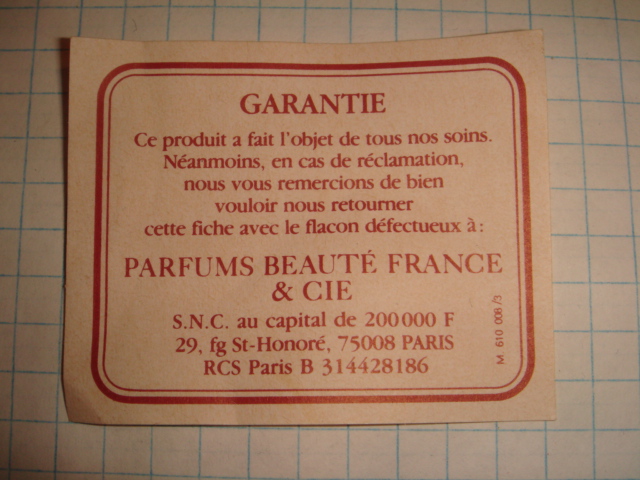 GARANTIE
Ce produit a fait l'objet de tous nos soins.
Néanmoins, en cas de réclamation,
nous vous remercions de bien
vouloir nous retourner
cette fiche avec le flacon défectueux à :
PARFUMS BEAUTÉ FRANCE
& CIE
S.N.C. au capital de 200 000 F
29, fg St-Honoré, 75008 PARIS
RCS Paris B 314428186
M 610 008/3